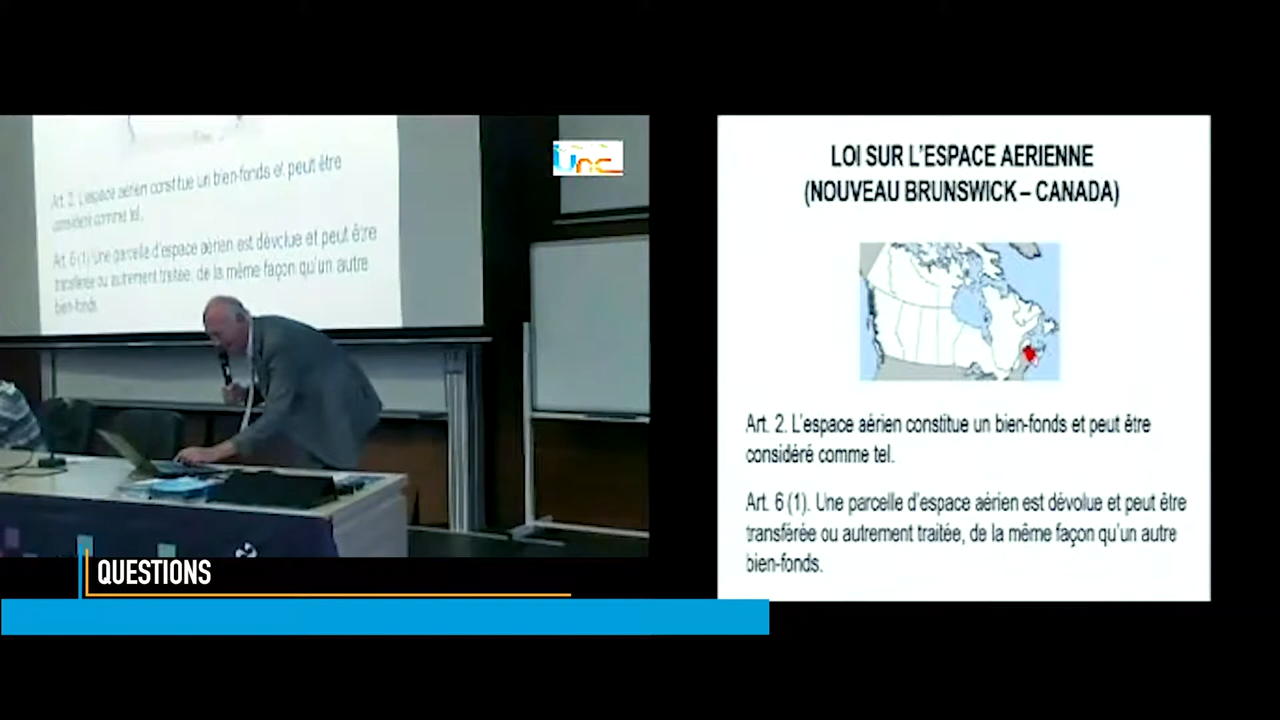 Art. 2. L'espace aérien constitue un bien-fonds et peut être
considéré comme tel.
Art. 6 (1) Une parcelle d'espace aérien est dévolue et peut être
transférée ou autrement traitée, de la même façon qu'un autre
bien-fonds.
Unc
QUESTIONS
LOI SUR L'ESPACE AERIENNE
(NOUVEAU BRUNSWICK – CANADA)
Art. 2. L'espace aérien constitue un bien-fonds et peut être
considéré comme tel.
Art. 6 (1). Une parcelle d'espace aérien est dévolue et peut être
transférée ou autrement traitée, de la même façon qu'un autre
bien-fonds.